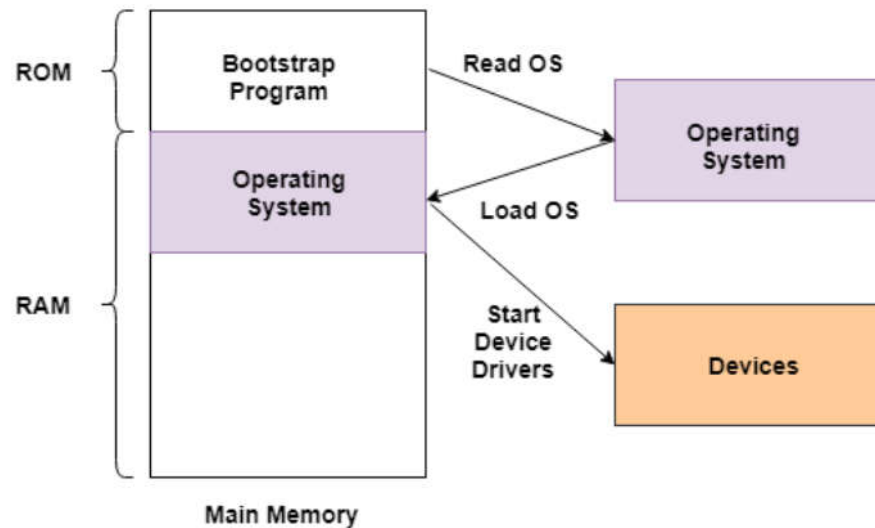 ROM
Bootstrap
Program
Read OS
Operating
System
Operating
System
Load OS
RAM
Start
Device
Drivers
Devices
Main Memory